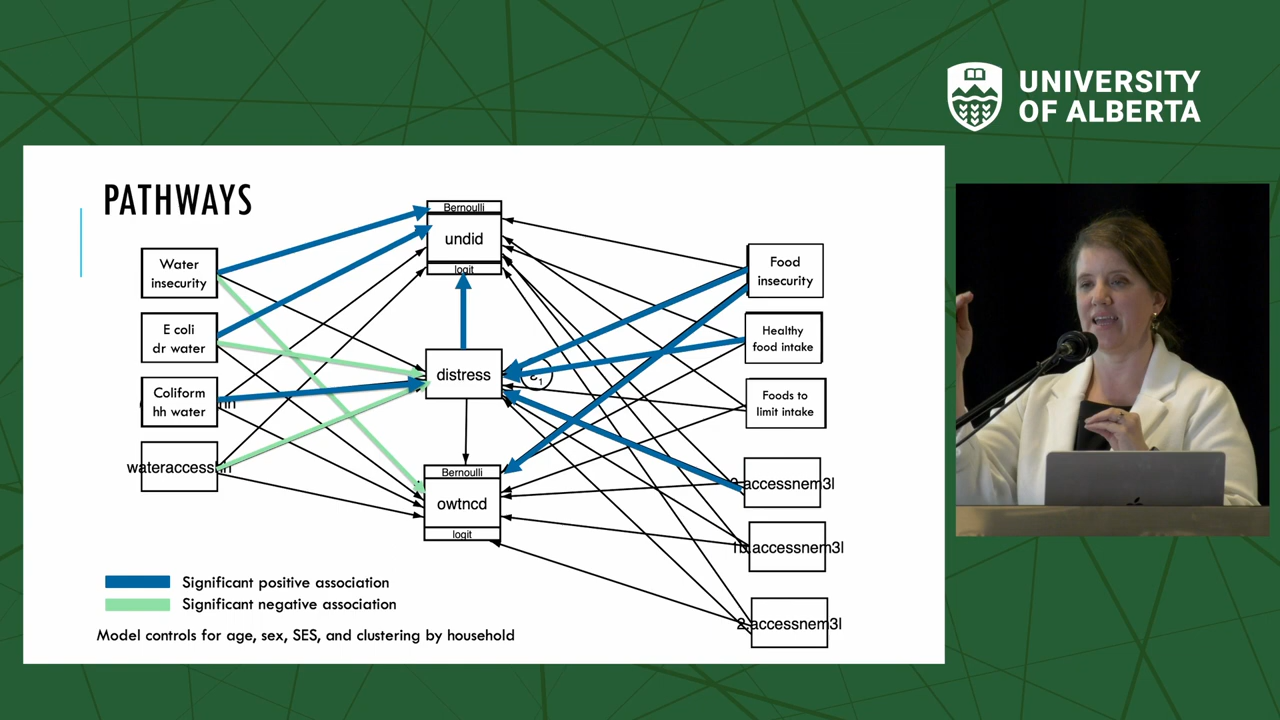 UNIVERSITY
OF ALBERTA
PATHWAYS
Water
insecurity
E coli
dr water
Coliform
hh water
wateraccess
Bernoulli
undid
logit
distress
Bernoulli
owtncd
logit
Food
insecurity
Healthy
food intake
Foods to
limit intake
accessnem3l
accessnem3l
2.accessnem3l
Significant positive association
Significant negative association
Model controls for age, sex, SES, and clustering by household